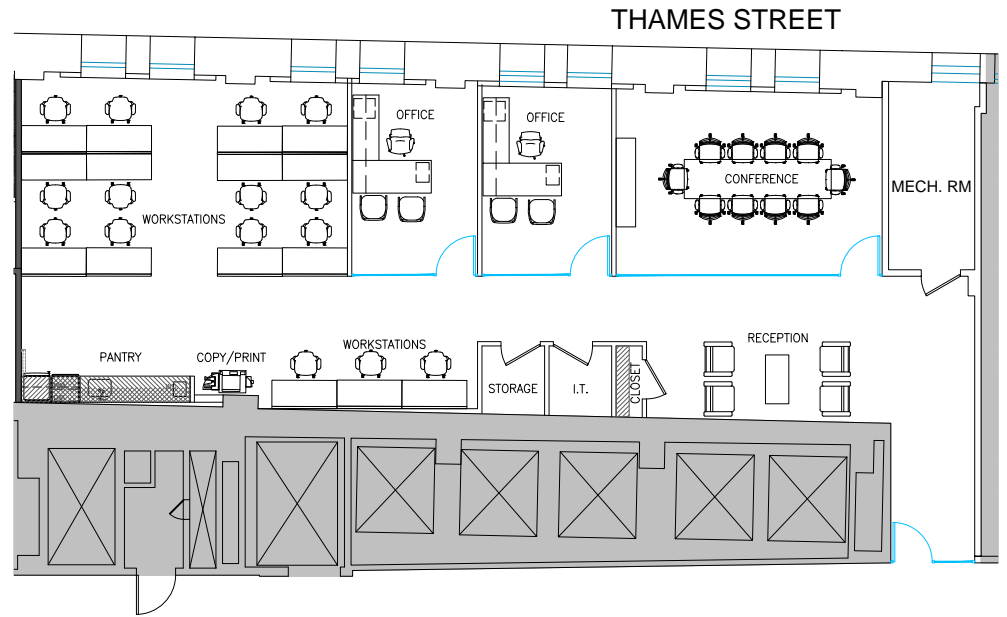 THAMES STREET
OFFICE
OFFICE
CONFERENCE
MECH. RM
WORKSTATIONS
RECEPTION
WORKSTATIONS
PANTRY
COPY/PRINT
STORAGE
I.T.
CLOSET